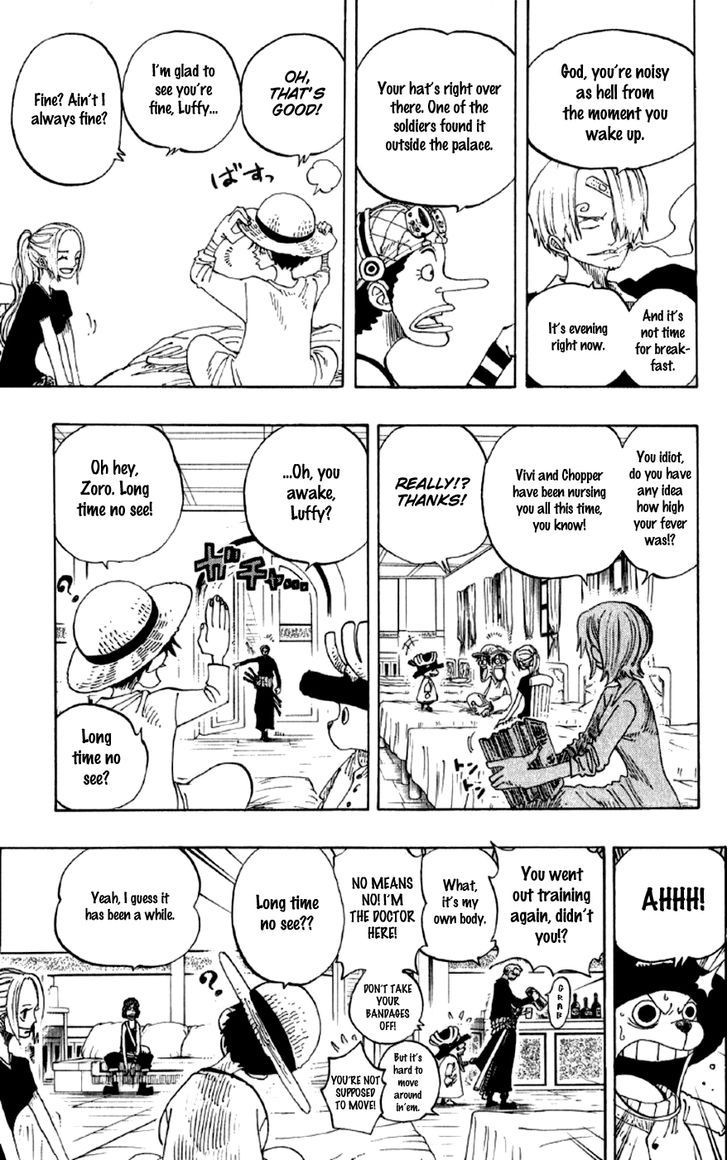 God, you're noisy
as hell from
the moment you
wake up.
And it's
not time
for break-
fast.
It's evening
right now.
Your hat's right over
there. One of the
soldiers found it
outside the palace.
OH,
THAT'S
GOOD!
ばすっ
I'm glad to
see you're
fine, Luffy...
Fine? Ain't I
always fine?
You idiot,
do you have
any idea
how high
your fever
was!?
Vivi and Chopper
have been nursing
you all this time,
you know!
REALLY!?
THANKS!
トントン
...Oh, you
awake,
Luffy?
ガチャ...
Oh hey,
Zoro. Long
time no see!
?
Long
time no
see?
AHHH!
You went
out training
again, didn't
you!?
GRAB
What,
it's my
own body.
NO MEANS
NO! I'M
THE DOCTOR
HERE!
DON'T TAKE
YOUR
BANDAGES
OFF!
But it's
hard to
move
around
in'em.
YOU'RE NOT
SUPPOSED
TO MOVE!
Long time
no see??
?
Yeah, I guess it
has been a while.